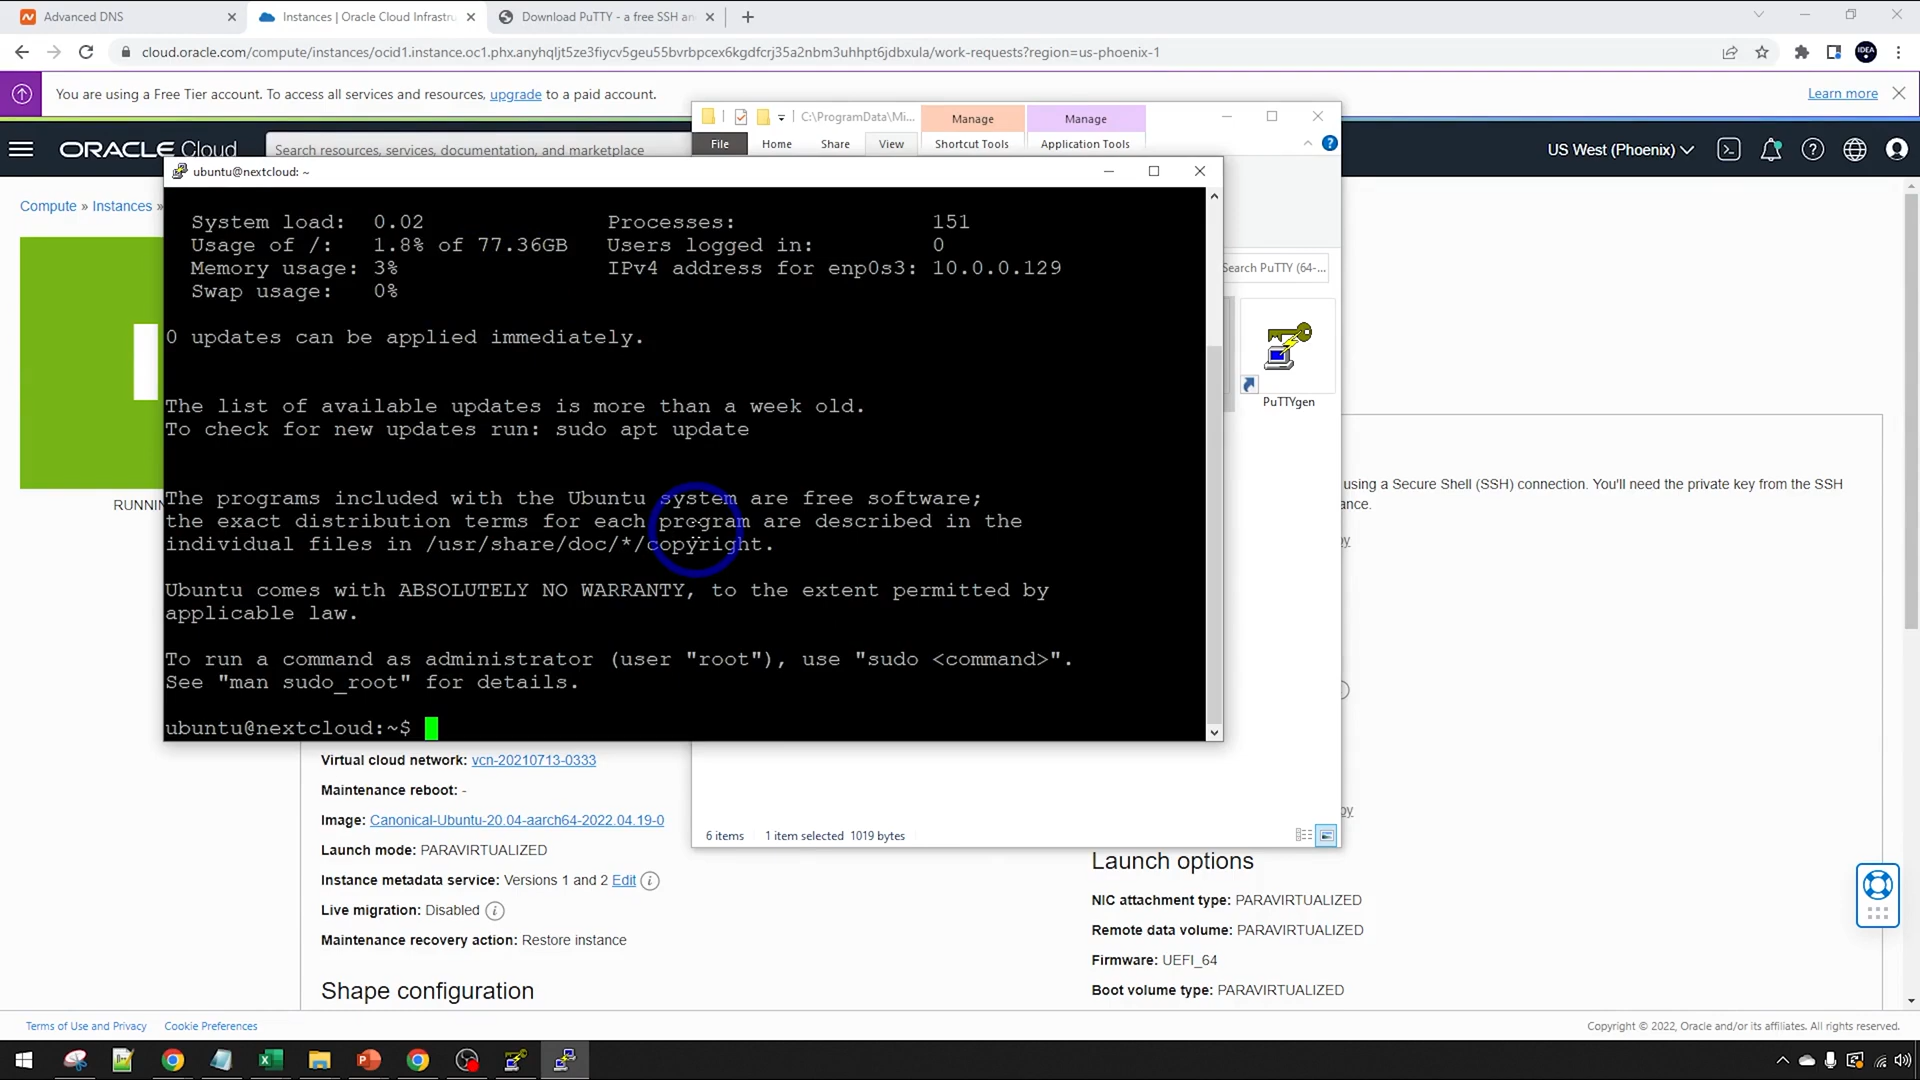 Advanced DNS
Instances | Oracle Cloud Infrastru
Download PuTTY - a free SSH an
cloud.oracle.com/compute/instances/ocid1.instance.oc1.phx.anyhqljt5ze3fiycv5geu55bvrbpcex6kgdfcrj35a2nbm3uhhpt6jdbxula/work-requests?region=us-phoenix-1
IDEA
You are using a Free Tier account. To access all services and resources, upgrade to a paid account.
Learn more
C:\ProgramData\Mi...
Manage
Manage
File
Home
Share
View
Shortcut Tools
Application Tools
ORACLE Cloud
Search resources, services, documentation, and marketplace
US West (Phoenix)
ubuntu@nextcloud: ~
Compute » Instances »
System load: 0.02 Processes: 151
Usage of /: 1.8% of 77.36GB Users logged in: 0
Memory usage: 3% IPv4 address for enp0s3: 10.0.0.129
Swap usage: 0%
Search PuTTY (64-...
0 updates can be applied immediately.
PuTTYgen
The list of available updates is more than a week old.
To check for new updates run: sudo apt update
using a Secure Shell (SSH) connection. You'll need the private key from the SSH
ance.
The programs included with the Ubuntu system are free software;
the exact distribution terms for each program are described in the
individual files in /usr/share/doc/*/copyright.
Ubuntu comes with ABSOLUTELY NO WARRANTY, to the extent permitted by
applicable law.
To run a command as administrator (user "root"), use "sudo <command>".
See "man sudo_root" for details.
ubuntu@nextcloud:~$
RUNNIN
py
py
Virtual cloud network: vcn-20210713-0333
Maintenance reboot: -
Image: Canonical-Ubuntu-20.04-aarch64-2022.04.19-0
Launch mode: PARAVIRTUALIZED
Instance metadata service: Versions 1 and 2 Edit
Live migration: Disabled
Maintenance recovery action: Restore instance
Shape configuration
6 items
1 item selected 1019 bytes
Launch options
NIC attachment type: PARAVIRTUALIZED
Remote data volume: PARAVIRTUALIZED
Firmware: UEFI_64
Boot volume type: PARAVIRTUALIZED
Terms of Use and Privacy
Cookie Preferences
Copyright © 2022, Oracle and/or its affiliates. All rights reserved.